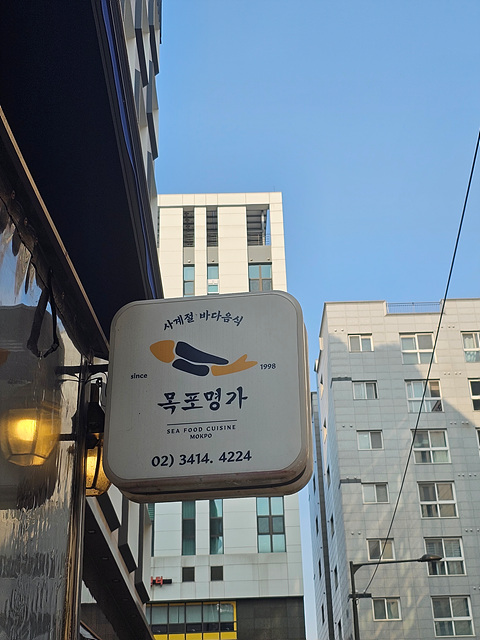 사계절 바다음식
since 1998
목포명가
SEA FOOD CUISINE
MOKPO
02) 3414. 4224